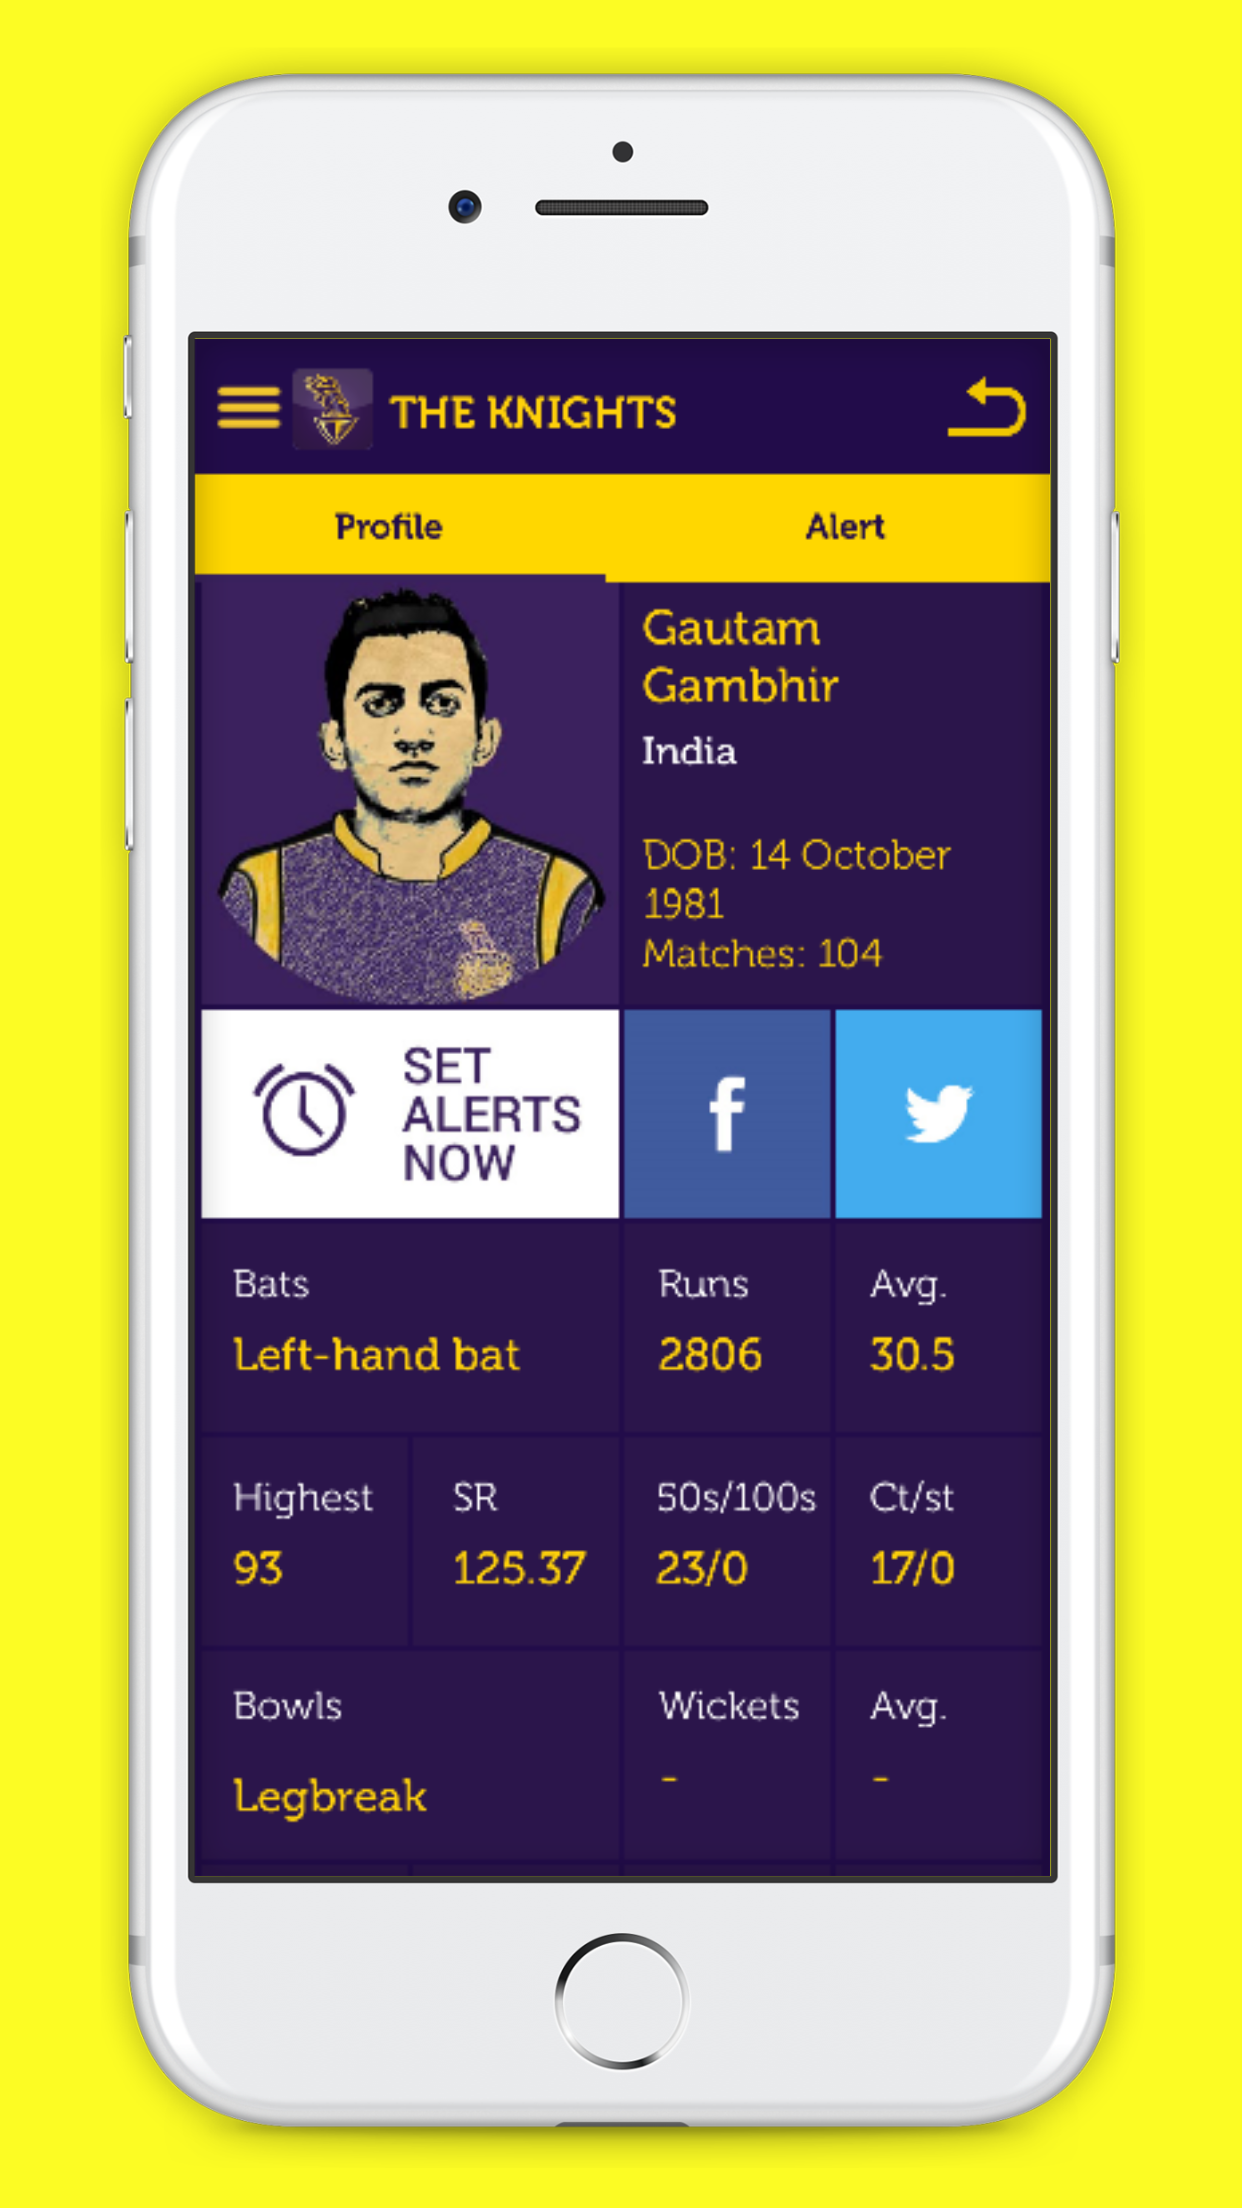 THE KNIGHTS
Profile
Alert
Gautam
Gambhir
India
DOB: 14 October
1981
Matches: 104
SET
ALERTS
NOW
Bats
Left-hand bat
Runs
2806
Avg.
30.5
Highest
93
SR
125.37
50s/100s
23/0
Ct/st
17/0
Bowls
Legbreak
Wickets
-
Avg.
-